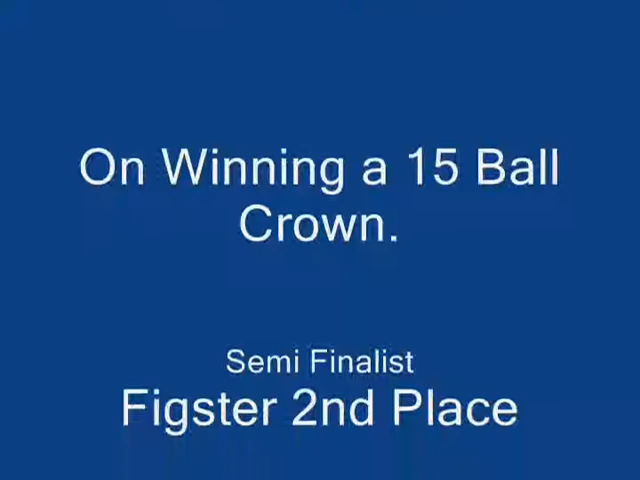 On Winning a 15 Ball
Crown.
Semi Finalist
Figster 2nd Place